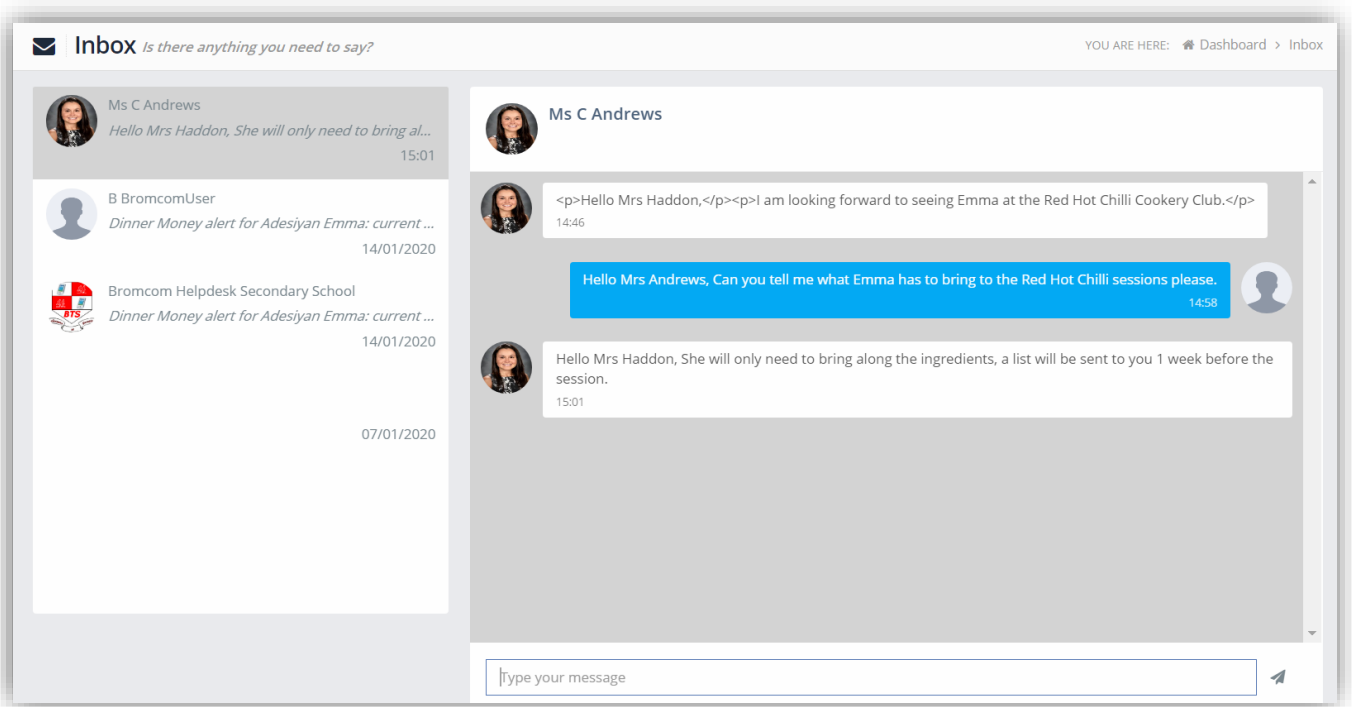 Inbox Is there anything you need to say?
YOU ARE HERE: Dashboard > Inbox
Ms C Andrews
Hello Mrs Haddon, She will only need to bring al...
15:01
B BromcomUser
Dinner Money alert for Adesiyan Emma: current ...
14/01/2020
BTS
Bromcom Helpdesk Secondary School
Dinner Money alert for Adesiyan Emma: current ...
14/01/2020
07/01/2020
Ms C Andrews
<p>Hello Mrs Haddon,</p><p>I am looking forward to seeing Emma at the Red Hot Chilli Cookery Club.</p>
14:46
Hello Mrs Andrews, Can you tell me what Emma has to bring to the Red Hot Chilli sessions please.
14:58
Hello Mrs Haddon, She will only need to bring along the ingredients, a list will be sent to you 1 week before the
session.
15:01
Type your message